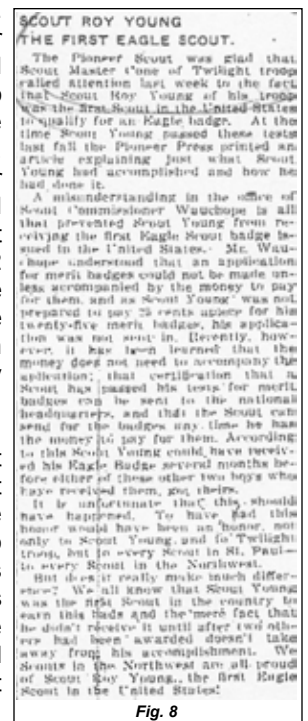 SCOUT ROY YOUNG
THE FIRST EAGLE SCOUT.
The Pioneer Scout was glad that
Scout Master Cone of Twilight troop
called attention last week to the fact
that Scout Roy Young of his troop
was the first Scout in the United States
to qualify for an Eagle badge. At the
time Scout Young passed these tests
last fall the Pioneer Press printed an
article explaining just what Scout
Young had accomplished and how he
had done it.
A misunderstanding in the office of
Scout Commissioner Wauchope is all
that prevented Scout Young from re-
ceiving the first Eagle Scout badge is-
sued in the United States. Mr. Wau-
chope understood that an application
for merit badges could not be made un-
less accompanied by the money to pay
for them, and as Scout Young was not
prepared to pay 25 cents apiece for his
twenty-five merit badges, his applica-
tion was not sent in. Recently, how-
ever, it has been learned that the
money does not need to accompany the
aplication; that certification that a
Scout has passed his tests for merit
badges can be sent to the national
headquarters, and that the Scout can
send for the badges any time he has
the money to pay for them. According
to this Scout Young could have receiv-
ed his Eagle Badge several months be-
fore either of these other two boys who
have received them, got theirs.
It is unfortunate that this should
have happened. To have had this
honor would have been an honor, not
only to Scout Young and to Twilight
troop, but to every Scout in St. Paul—
to every Scout in the Northwest.
But does it really make much differ-
ence? We all know that Scout Young
was the first Scout in the country to
earn this badg and the mere fact that
he didn't receive it until after two oth-
ers had been awarded doesn't take
away from his accomplishment. We
Scouts in the Northwest are all proud
of Scout Roy Young, the first Eagle
Scout in the United States!
Fig. 8